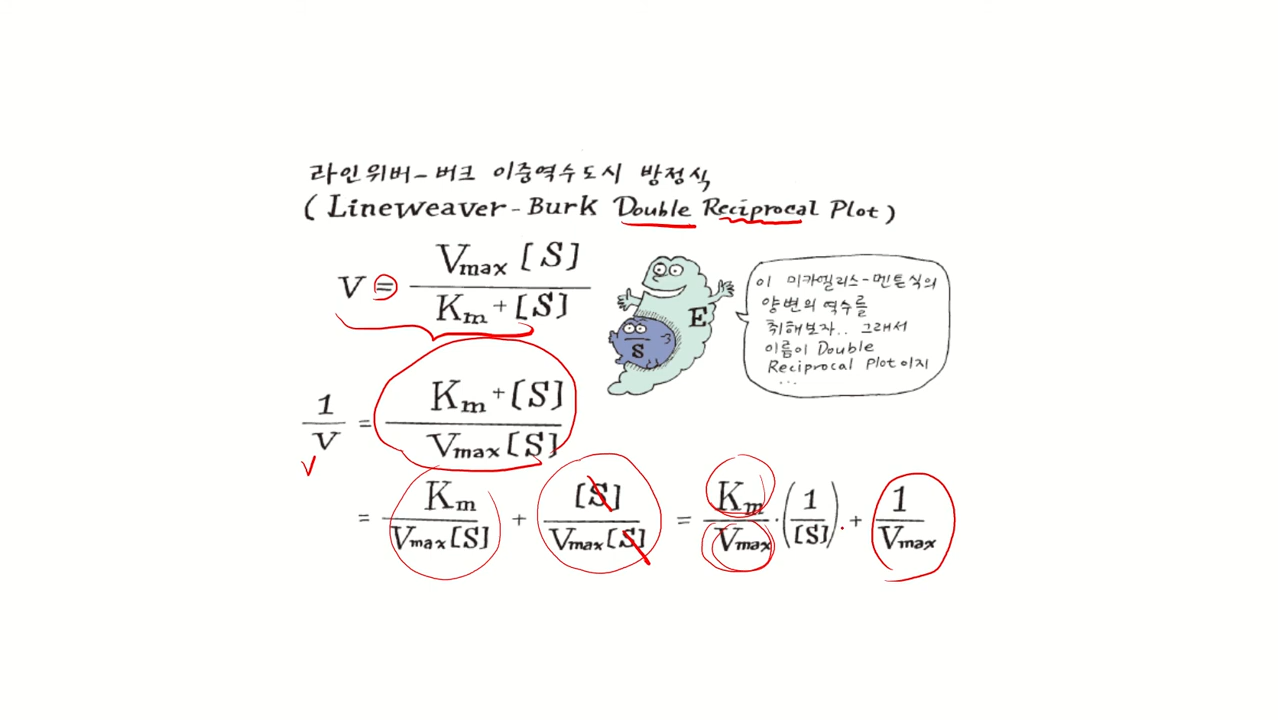 라인위버-버크 이중역수도시 방정식
(Lineweaver-Burk Double Reciprocal Plot)
V = Vmax [S] / Km + [S]
E
S
이 미카엘리스-멘톤식의
양변의 역수를
취해보자.. 그래서
이름이 Double
Reciprocal Plot이지
...
1 / V = Km + [S] / Vmax [S]
= Km / Vmax [S] + [S] / Vmax [S] = Km / Vmax · (1 / [S]) + 1 / Vmax